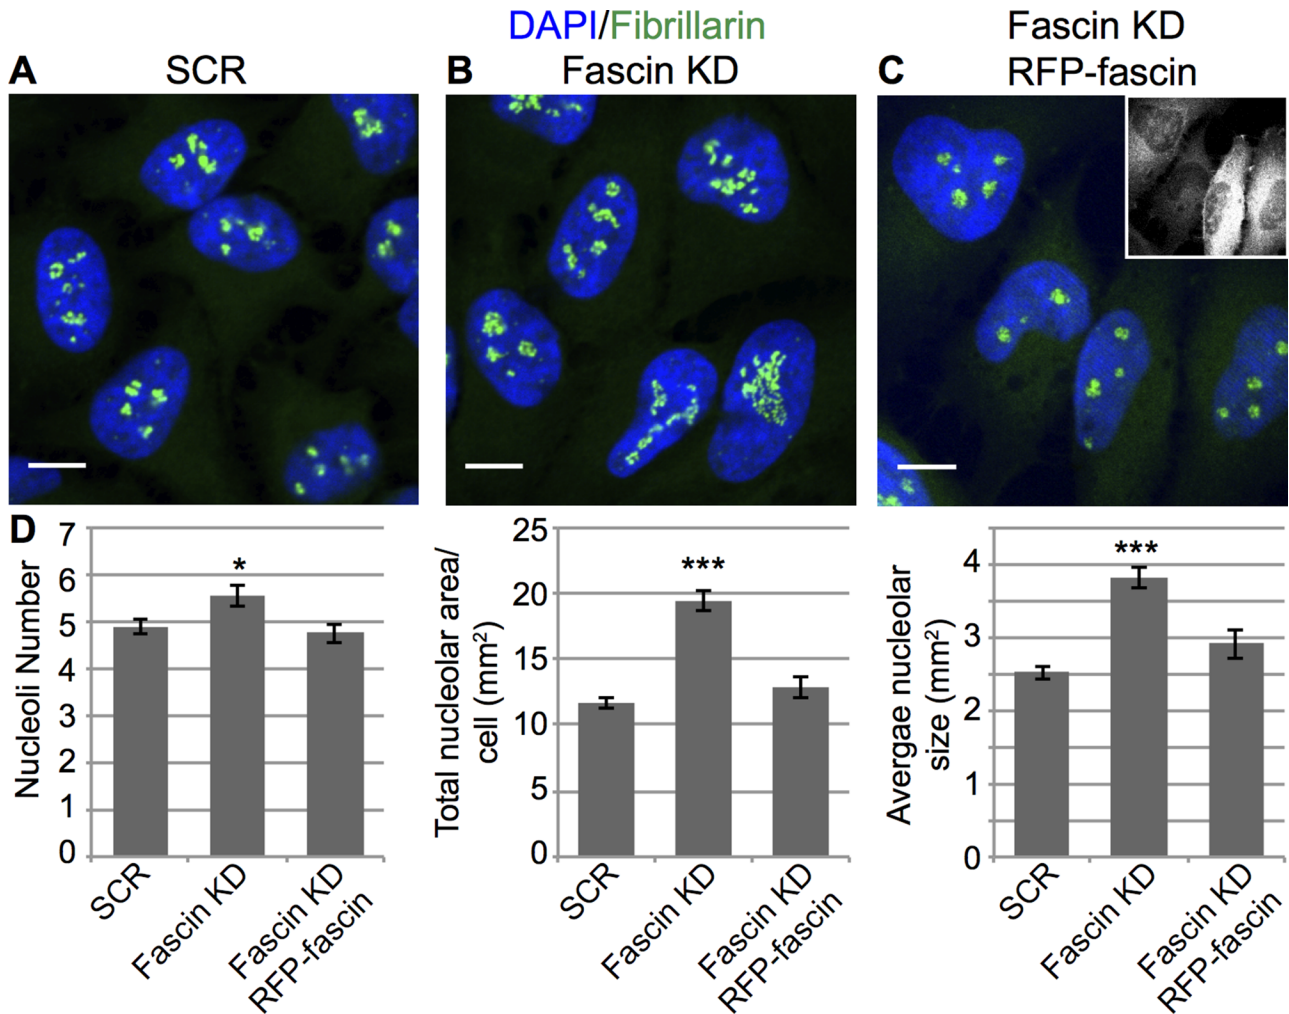 DAPI/Fibrillarin
Fascin KD
A SCR
B Fascin KD
C RFP-fascin
D
7
6
5
4
3
2
1
0
Nucleoli Number
*
SCR
Fascin KD
Fascin KD
RFP-fascin
25
20
15
10
5
0
Total nucleolar area/
cell (mm²)
***
SCR
Fascin KD
Fascin KD
RFP-fascin
4
3
2
1
0
Avergae nucleolar
size (mm²)
***
SCR
Fascin KD
Fascin KD
RFP-fascin